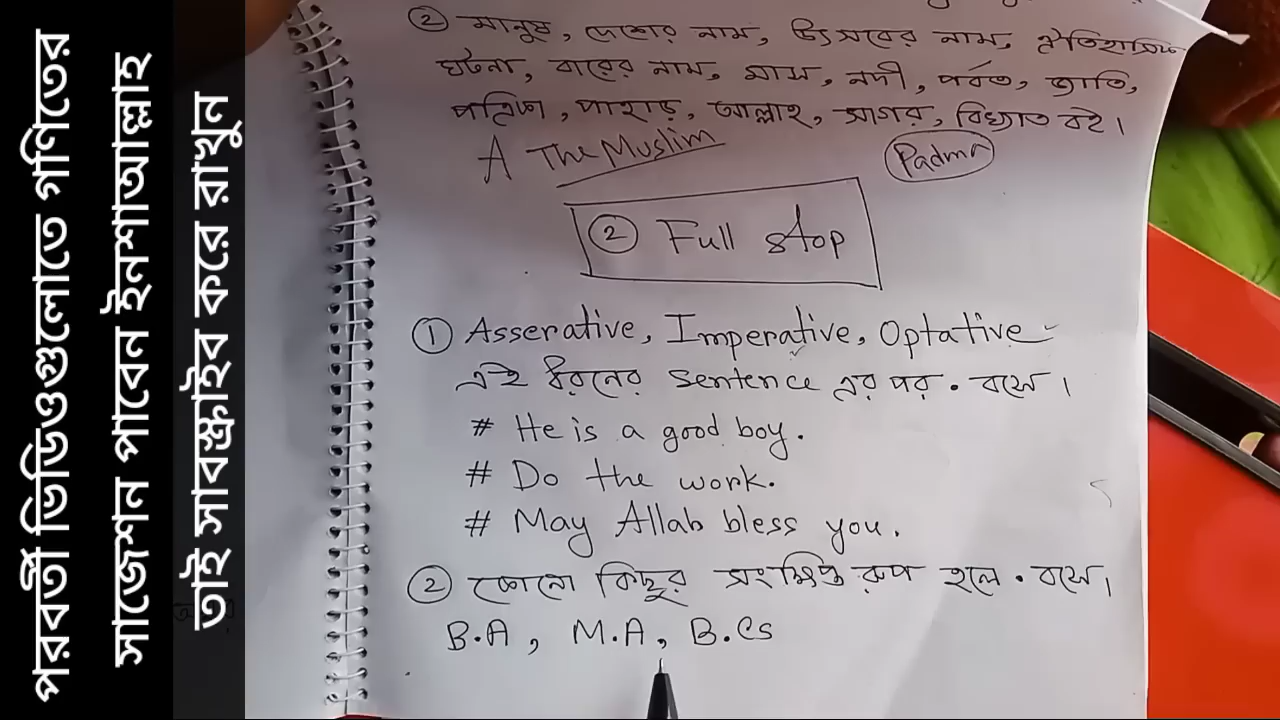 পরবর্তী ভিডিওগুলোতে গণিতের
সাজেশন পাবেন ইনশাআল্লাহ
তাই সাবস্ক্রাইব করে রাখুন
② মানুষ, দেশের নাম, উৎসবের নাম, ঐতিহাসিক
ঘটনা, বারের নাম, মাস, নদী, পর্বত, জাতি,
পত্রিকা, পাহাড়, আল্লাহ, সাগর, বিখ্যাত বই।
A The Muslim
Padma
② Full stop
① Asserative, Imperative, Optative
এই ধরনের sentence এর পর . বসে।
# He is a good boy.
# Do the work.
# May Allah bless you.
② কোনো কিছুর সংক্ষিপ্ত রুপ হলে . বসে।
B.A, M.A, B.Cs